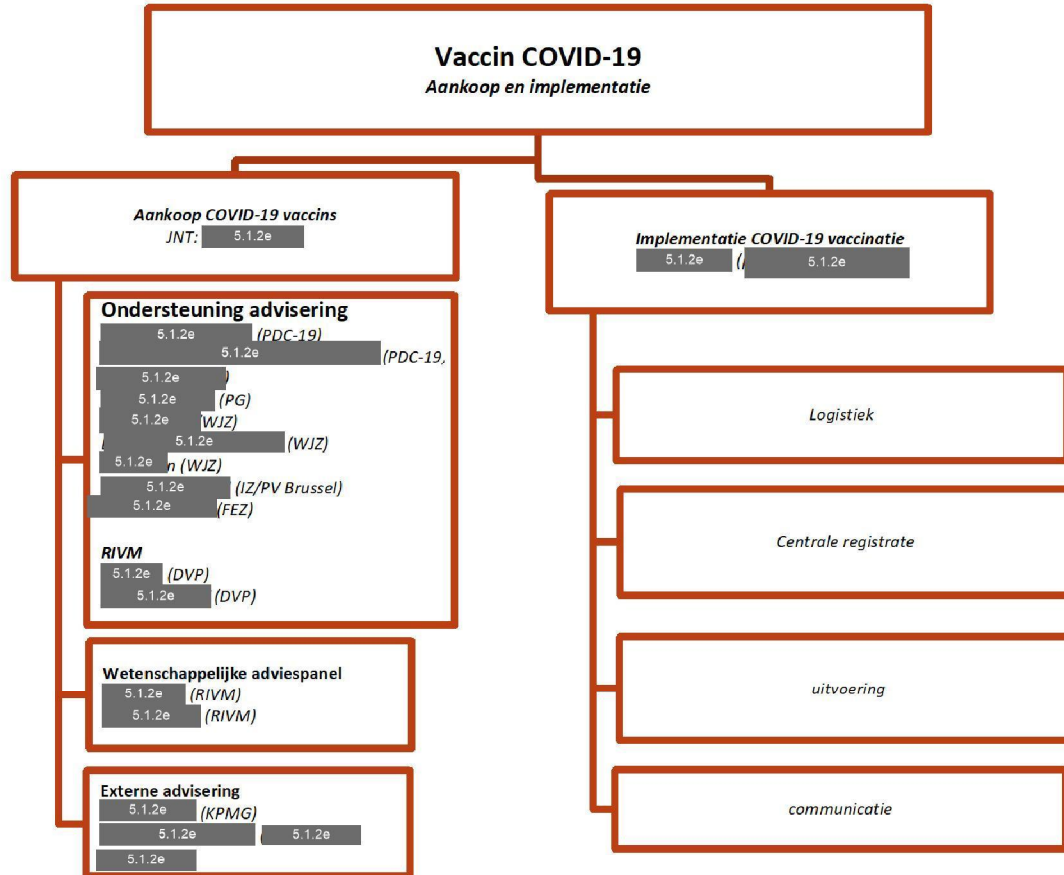 Vaccin COVID-19
Aankoop en implementatie
Aankoop COVID-19 vaccins
JNT: 5.1.2e
Ondersteuning advisering
5.1.2e (PDC-19)
5.1.2e (PDC-19,
5.1.2e )
5.1.2e (PG)
5.1.2e (WJZ)
5.1.2e (WJZ)
5.1.2e n (WJZ)
5.1.2e (IZ/PV Brussel)
5.1.2e (FEZ)
RIVM
5.1.2e (DVP)
5.1.2e (DVP)
Wetenschappelijke adviespanel
5.1.2e (RIVM)
5.1.2e (RIVM)
Externe advisering
5.1.2e (KPMG)
5.1.2e ( 5.1.2e
5.1.2e
Implementatie COVID-19 vaccinatie
5.1.2e ( 5.1.2e
Logistiek
Centrale registrate
uitvoering
communicatie